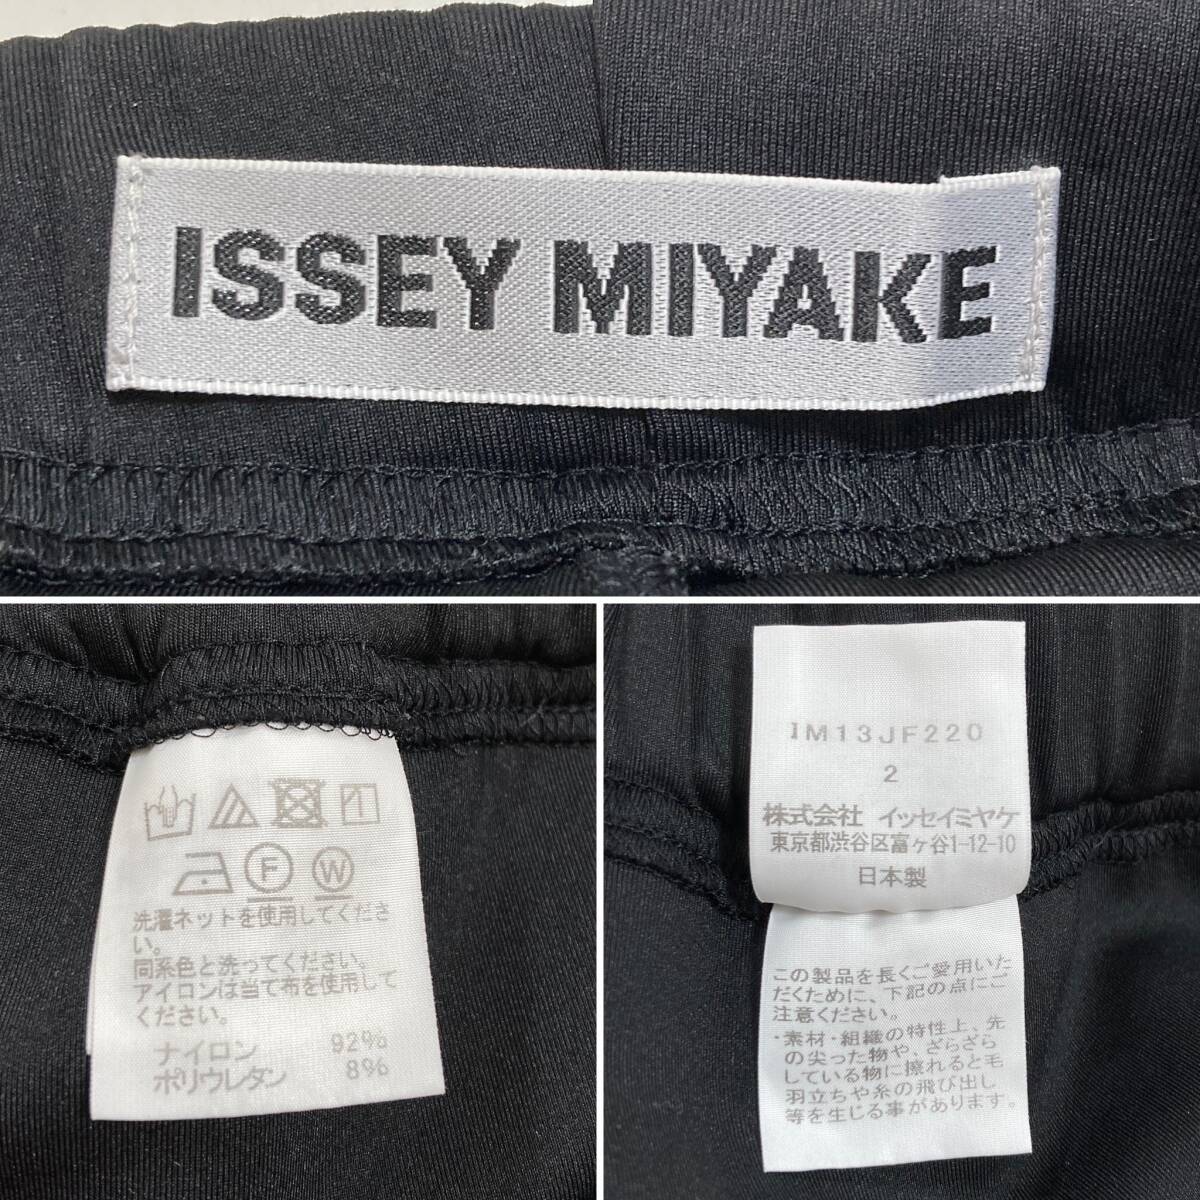 ISSEY MIYAKE
F W
洗濯ネットを使用してくださ
い。
同系色と洗ってください。
アイロンは当て布を使用して
ください。
ナイロン 92%
ポリウレタン 8%
IM13JF220
2
株式会社 イッセイミヤケ
東京都渋谷区富ヶ谷1-12-10
日本製
この製品を長くご愛用いた
だくために、下記の点にご
注意ください。
・素材・組織の特性上、先
の尖った物や、ざらざら
している物に擦れると毛
羽立ちや糸の飛び出し
等を生じる事があります。